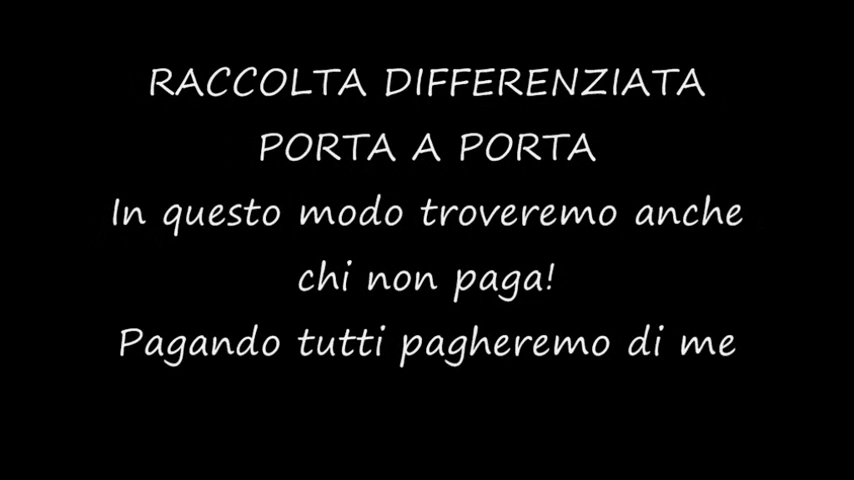 RACCOLTA DIFFERENZIATA
PORTA A PORTA
In questo modo troveremo anche
chi non paga!
Pagando tutti pagheremo di me